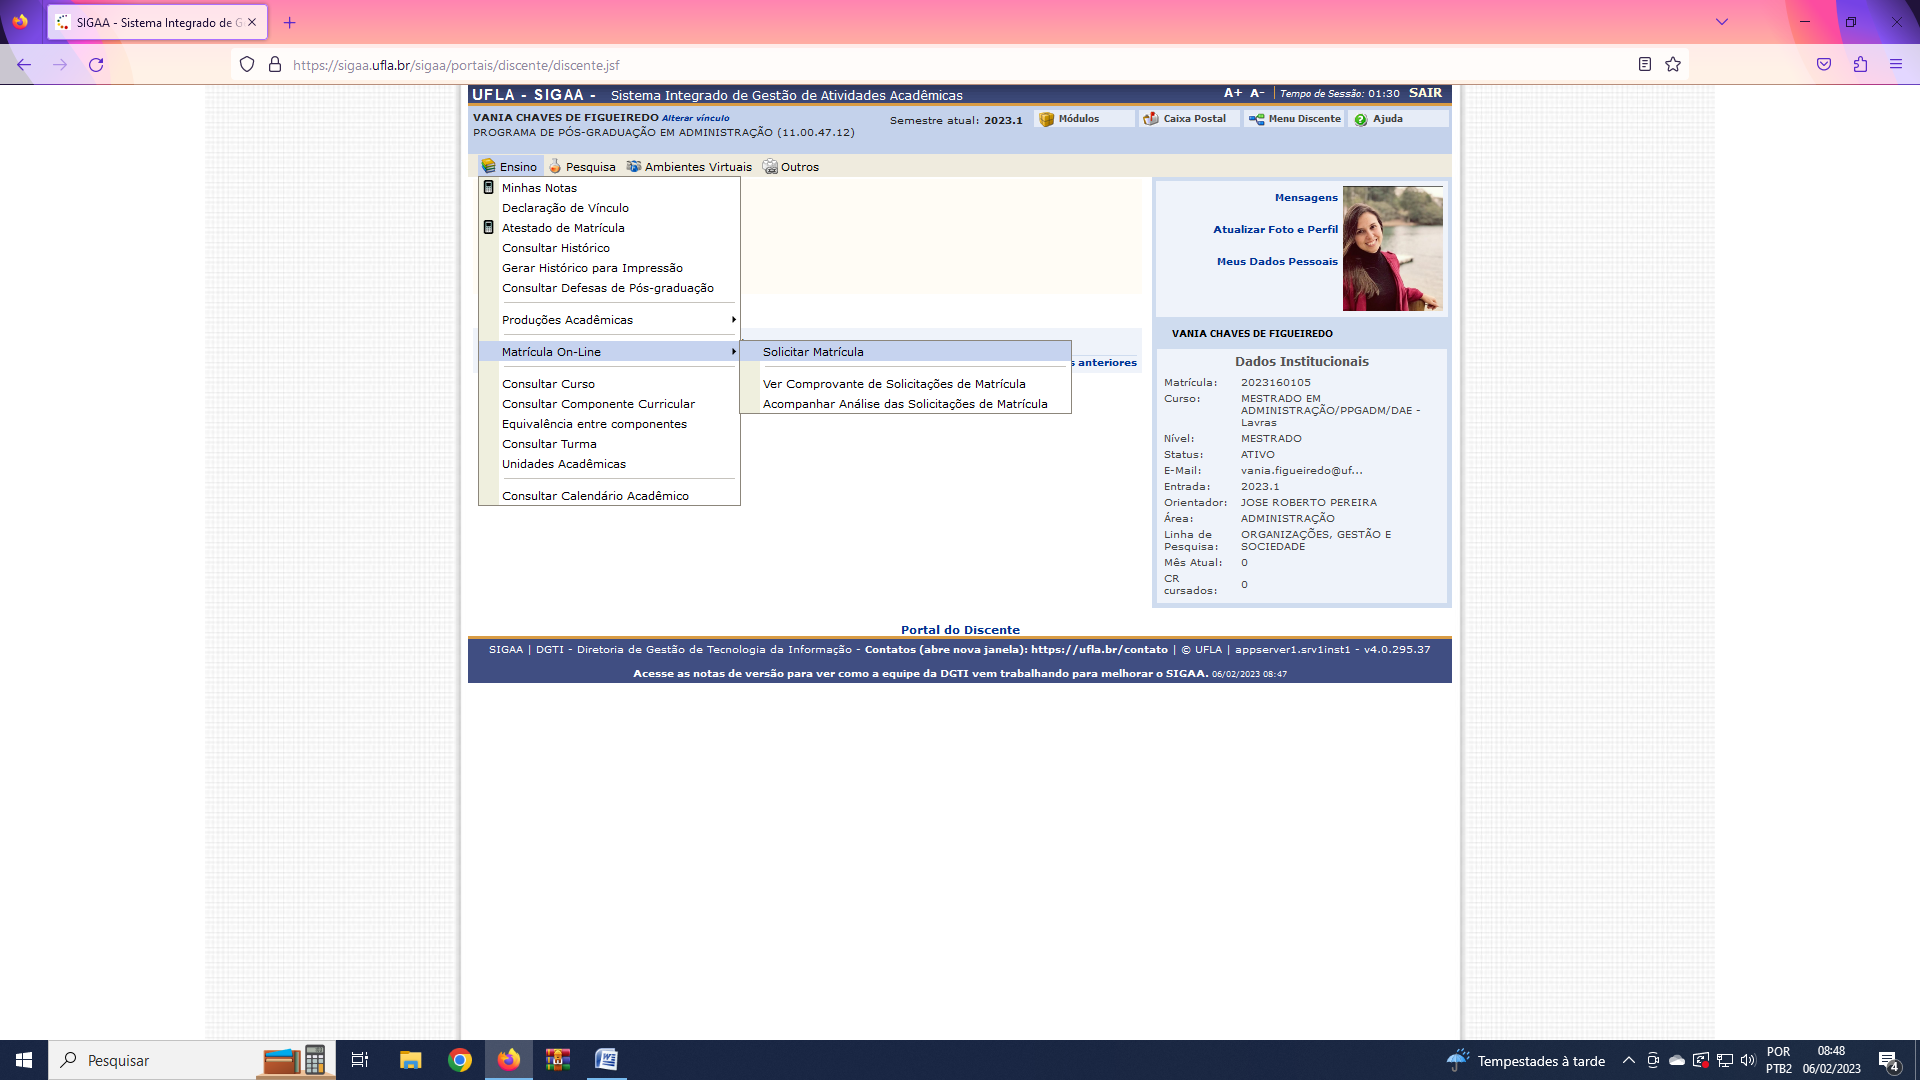 SIGAA - Sistema Integrado de G
https://sigaa.ufla.br/sigaa/portais/discente/discente.jsf
UFLA - SIGAA - Sistema Integrado de Gestão de Atividades Acadêmicas
A+ A- Tempo de Sessão: 01:30 SAIR
VANIA CHAVES DE FIGUEIREDO Alterar vínculo
PROGRAMA DE PÓS-GRADUAÇÃO EM ADMINISTRAÇÃO (11.00.47.12)
Semestre atual: 2023.1
Módulos
Caixa Postal
Menu Discente
Ajuda
Ensino
Pesquisa
Ambientes Virtuais
Outros
Minhas Notas
Declaração de Vínculo
Atestado de Matrícula
Consultar Histórico
Gerar Histórico para Impressão
Consultar Defesas de Pós-graduação
Produções Acadêmicas
Matrícula On-Line
Consultar Curso
Consultar Componente Curricular
Equivalência entre componentes
Consultar Turma
Unidades Acadêmicas
Consultar Calendário Acadêmico
Solicitar Matrícula
Ver Comprovante de Solicitações de Matrícula
Acompanhar Análise das Solicitações de Matrícula
s anteriores
Mensagens
Atualizar Foto e Perfil
Meus Dados Pessoais
VANIA CHAVES DE FIGUEIREDO
Dados Institucionais
Matrícula: 2023160105
Curso: MESTRADO EM
ADMINISTRAÇÃO/PPGADM/DAE -
Lavras
Nível: MESTRADO
Status: ATIVO
E-Mail: vania.figueiredo@uf...
Entrada: 2023.1
Orientador: JOSE ROBERTO PEREIRA
Área: ADMINISTRAÇÃO
Linha de Pesquisa: ORGANIZAÇÕES, GESTÃO E
SOCIEDADE
Mês Atual: 0
CR cursados: 0
Portal do Discente
SIGAA | DGTI - Diretoria de Gestão de Tecnologia da Informação - Contatos (abre nova janela): https://ufla.br/contato | © UFLA | appserver1.srv1inst1 - v4.0.295.37
Acesse as notas de versão para ver como a equipe da DGTI vem trabalhando para melhorar o SIGAA. 06/02/2023 08:47
Pesquisar
Tempestades à tarde
POR
PTB2
08:48
06/02/2023
4